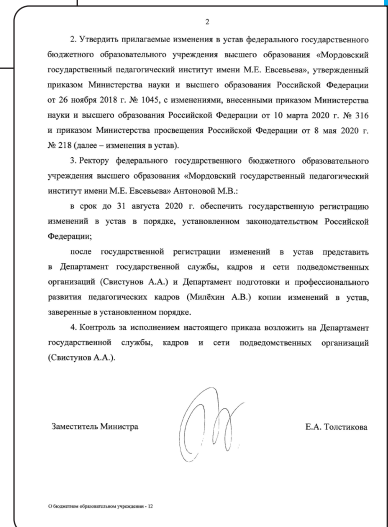 2
2. Утвердить прилагаемые изменения в устав федерального государственного
бюджетного образовательного учреждения высшего образования «Мордовский
государственный педагогический институт имени М.Е. Евсевьева», утвержденный
приказом Министерства науки и высшего образования Российской Федерации
от 26 ноября 2018 г. № 1045, с изменениями, внесенными приказом Министерства
науки и высшего образования Российской Федерации от 10 марта 2020 г. № 316
и приказом Министерства просвещения Российской Федерации от 8 мая 2020 г.
№ 218 (далее – изменения в устав).
3. Ректору федерального государственного бюджетного образовательного
учреждения высшего образования «Мордовский государственный педагогический
институт имени М.Е. Евсевьева» Антоновой М.В.:
в срок до 31 августа 2020 г. обеспечить государственную регистрацию
изменений в устав в порядке, установленном законодательством Российской
Федерации;
после государственной регистрации изменений в устав представить
в Департамент государственной службы, кадров и сети подведомственных
организаций (Свистунов А.А.) и Департамент подготовки и профессионального
развития педагогических кадров (Милёхин А.В.) копии изменений в устав,
заверенные в установленном порядке.
4. Контроль за исполнением настоящего приказа возложить на Департамент
государственной службы, кадров и сети подведомственных организаций
(Свистунов А.А.).
Заместитель Министра Е.А. Толстикова
О бюджетном образовательном учреждении - 12